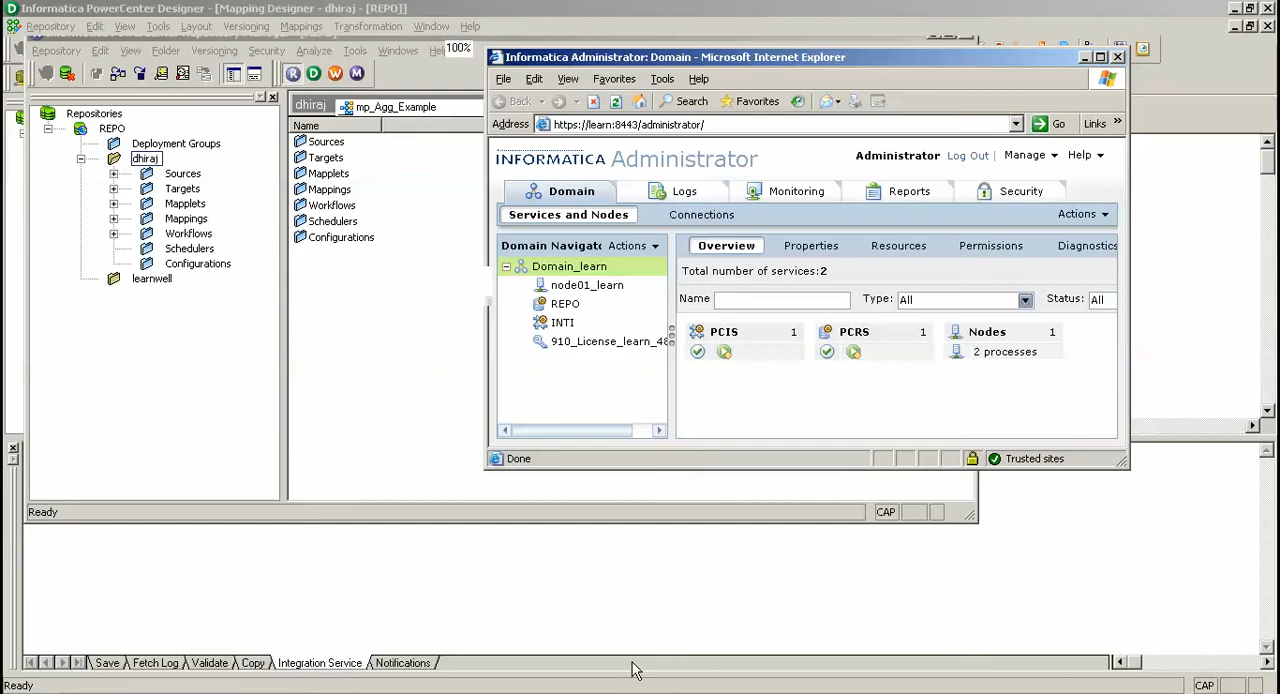 Informatica PowerCenter Designer - [Mapping Designer - dhiraj - [REPO]]
Repository Edit View Tools Layout Versioning Mappings Transformation Window Help
Repository Edit View Folder Versioning Security Analyze Tools Windows
100%
Repositories
REPO
Deployment Groups
dhiraj
Sources
Targets
Mapplets
Mappings
Workflows
Schedulers
Configurations
learnwell
dhiraj mp_Agg_Example
Name
Sources
Targets
Mapplets
Mappings
Workflows
Schedulers
Configurations
Ready CAP
Informatica Administrator: Domain - Microsoft Internet Explorer
File Edit View Favorites Tools Help
Back Search Favorites
Address https://learn:8443/administrator/ Go Links »
INFORMATICA Administrator Administrator Log Out Manage Help
Domain Logs Monitoring Reports Security
Services and Nodes Connections Actions
Domain Navigatc Actions
Domain_learn
node01_learn
REPO
INTI
910_License_learn_48
Overview Properties Resources Permissions Diagnostics
Total number of services:2
Name Type: All Status: All
PCIS 1 PCRS 1 Nodes 1
2 processes
Done Trusted sites
Save Fetch Log Validate Copy Integration Service Notifications
Ready CAP